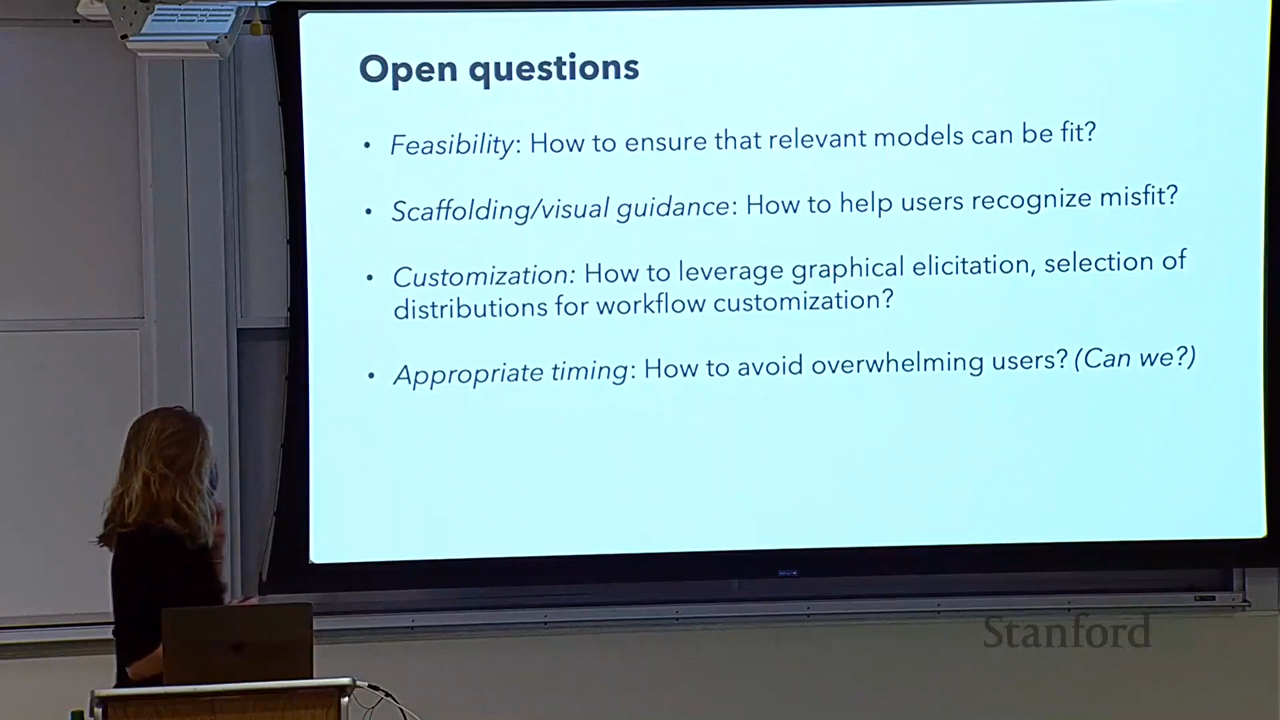 Open questions
• Feasibility: How to ensure that relevant models can be fit?
• Scaffolding/visual guidance: How to help users recognize misfit?
• Customization: How to leverage graphical elicitation, selection of
distributions for workflow customization?
• Appropriate timing: How to avoid overwhelming users? (Can we?)
Stanford